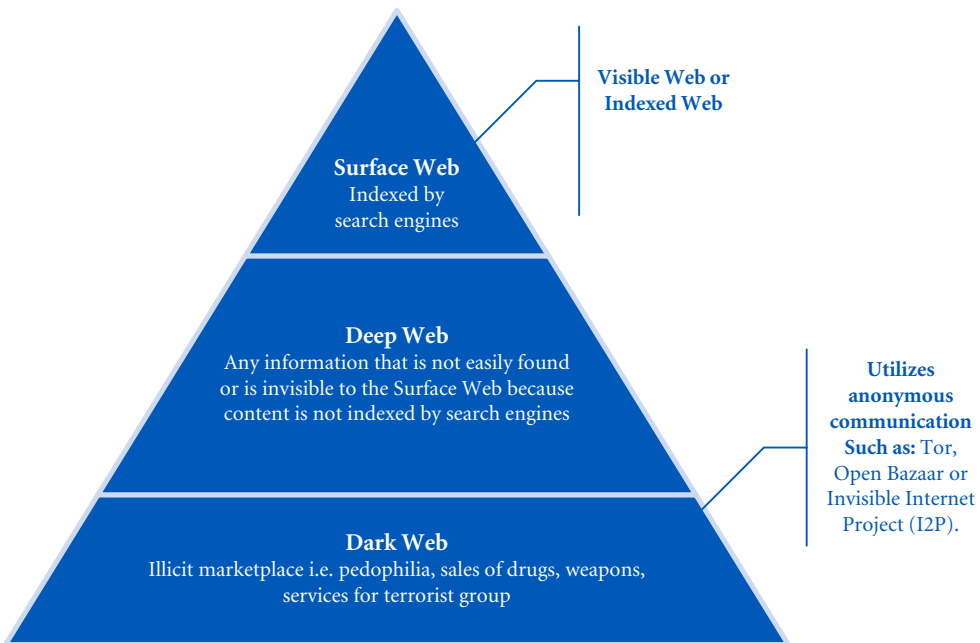 Visible Web or
Indexed Web
Surface Web
Indexed by
search engines
Deep Web
Any information that is not easily found
or is invisible to the Surface Web because
content is not indexed by search engines
Utilizes
anonymous
communication
Such as: Tor,
Open Bazaar or
Invisible Internet
Project (I2P).
Dark Web
Illicit marketplace i.e. pedophilia, sales of drugs, weapons,
services for terrorist group